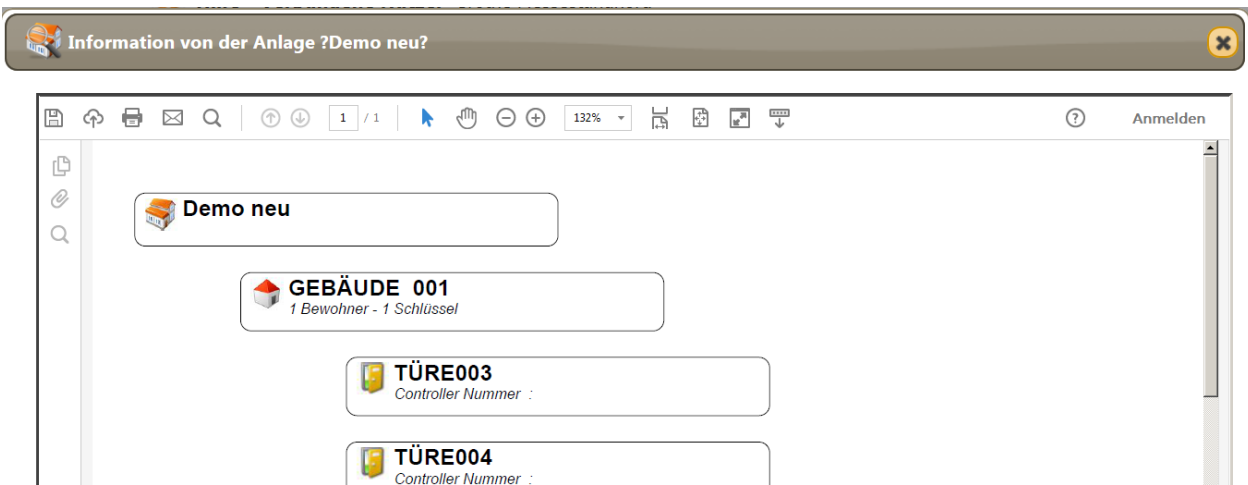 Information von der Anlage ?Demo neu?
1 / 1
132%
Anmelden
Demo neu
GEBÄUDE 001
1 Bewohner - 1 Schlüssel
TÜRE003
Controller Nummer :
TÜRE004
Controller Nummer :